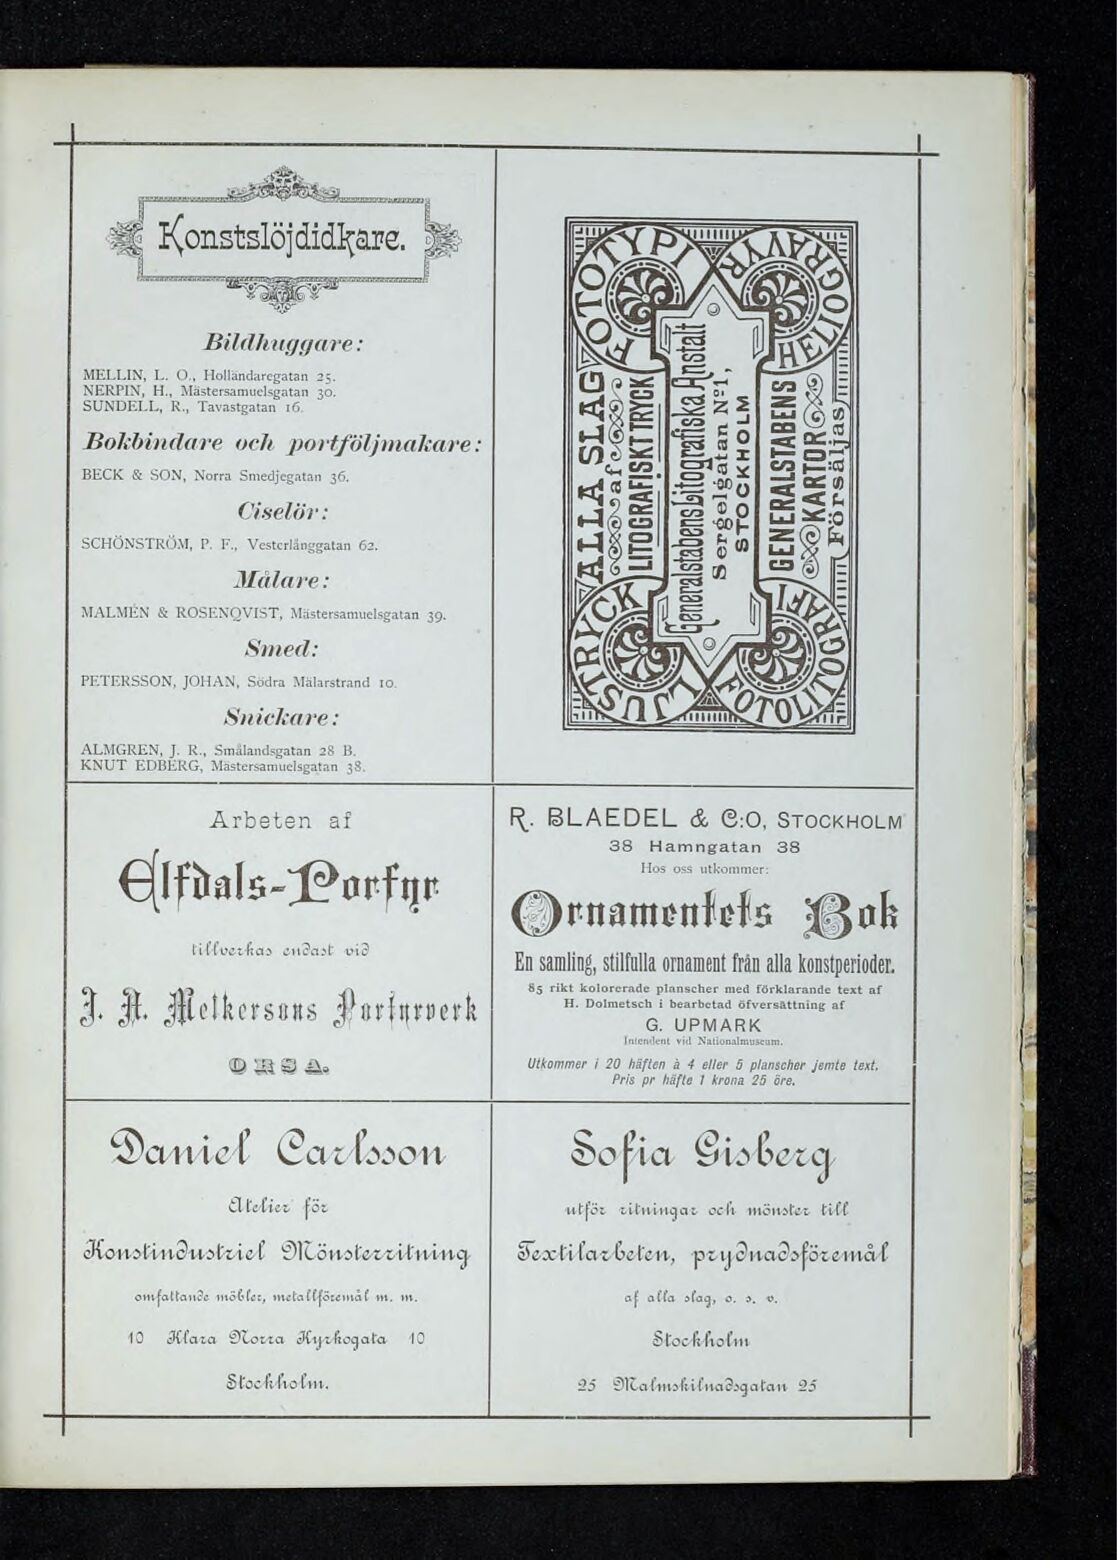 Konstslöjdidkare.
Bildhuggare:
MELLIN, L. O., Holländaregatan 25.
NERPIN, H., Mästersamuelsgatan 30.
SUNDELL, R., Tavastgatan 16.
Bokbindare och portföljmakare:
BECK & SON, Norra Smedjegatan 36.
Ciselör:
SCHÖNSTRÖM, P. F., Vesterlånggatan 62.
Målare:
MALMÉN & ROSENQVIST, Mästersamuelsgatan 39.
Smed:
PETERSSON, JOHAN, Södra Mälarstrand 10.
Snickare:
ALMGREN, J. R., Smålandsgatan 28 B.
KNUT EDBERG, Mästersamuelsgatan 38.
FOTOTYPI
HELIOGRAVYR
ALLA SLAG
af
LITOGRAFISKT TRYCK
Generalstabens Litografiska Anstalt
Sergelgatan No 1,
STOCKHOLM
GENERALSTABENS
KARTOR
Försäljas
LJUSTRYCK
FOTOLITOGRAFI
Arbeten af
Elfdals-Porfyr
tillverkas endast vid
J. A. Melkersons Porfyrverk
ORSA.
R. BLAEDEL & C:O, STOCKHOLM
38 Hamngatan 38
Hos oss utkommer:
Ornamentets Bok
En samling, stilfulla ornament från alla konstperioder.
85 rikt kolorerade planscher med förklarande text af
H. Dolmetsch i bearbetad öfversättning af
G. UPMARK
Intendent vid Nationalmuseum.
Utkommer i 20 häften à 4 eller 5 planscher jemte text.
Pris pr häfte 1 krona 25 öre.
Daniel Carlsson
Atelier för
Konstindustriel Mönsterritning
omfattande möbler, metallföremål m. m.
10 Klara Norra Kyrkogata 10
Stockholm.
Sofia Gisberg
utför ritningar och mönster till
Textilarbeten, prydnadsföremål
af alla slag, o. s. v.
Stockholm
25 Malmskilnadsgatan 25